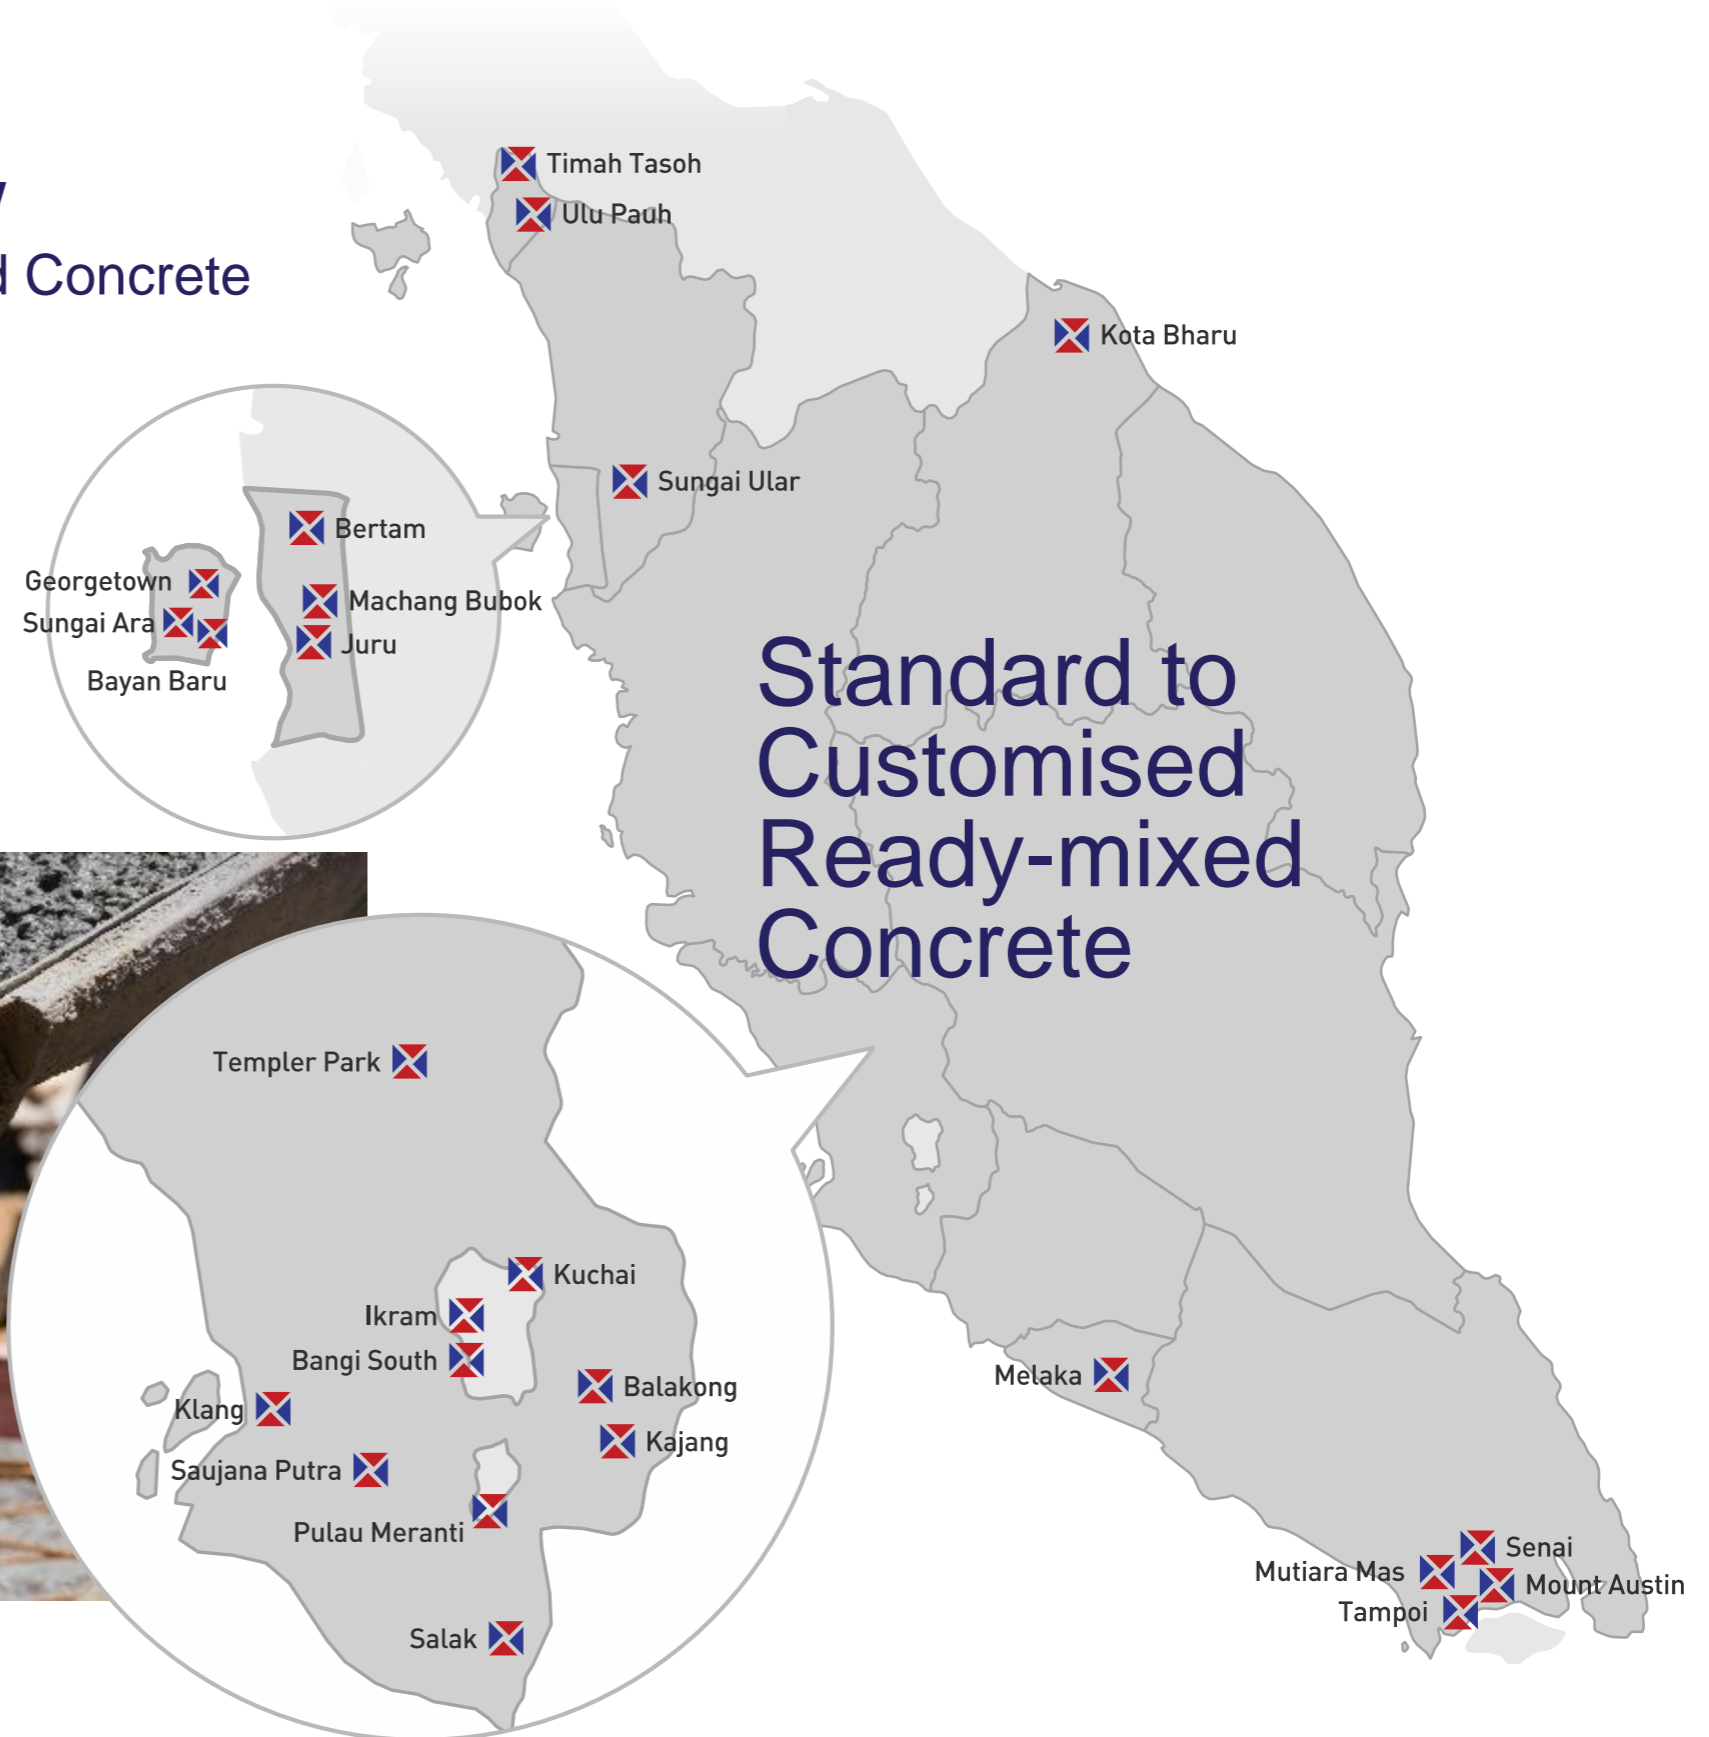 Concrete
Timah Tasoh
Ulu Pauh
Kota Bharu
Sungai Ular
Bertam
Georgetown
Machang Bubok
Sungai Ara
Juru
Bayan Baru
Standard to
Customised
Ready-mixed
Concrete
Templer Park
Kuchai
Ikram
Bangi South
Balakong
Klang
Kajang
Saujana Putra
Pulau Meranti
Salak
Melaka
Senai
Mutiara Mas
Mount Austin
Tampoi